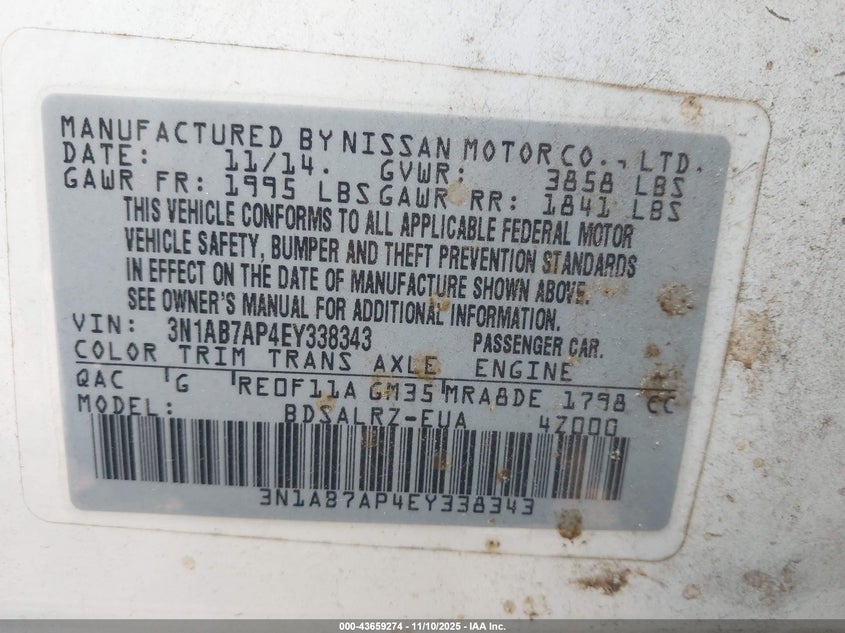 MANUFACTURED BY NISSAN MOTOR CO., LTD.
DATE: 11/14. GVWR: 3858 LBS
GAWR FR: 1995 LBS GAWR RR: 1841 LBS
THIS VEHICLE CONFORMS TO ALL APPLICABLE FEDERAL MOTOR
VEHICLE SAFETY, BUMPER AND THEFT PREVENTION STANDARDS
IN EFFECT ON THE DATE OF MANUFACTURE SHOWN ABOVE.
SEE OWNER'S MANUAL FOR ADDITIONAL INFORMATION.
VIN: 3N1AB7AP4EY338343 PASSENGER CAR.
COLOR TRIM TRANS AXLE ENGINE
QAC G RE0F11A GM35 MRA8DE 1798 CC
MODEL: BDSALRZ-EUA 4Z000
3N1AB7AP4EY338343
000-43659274 — 11/10/2025 — IAA Inc.